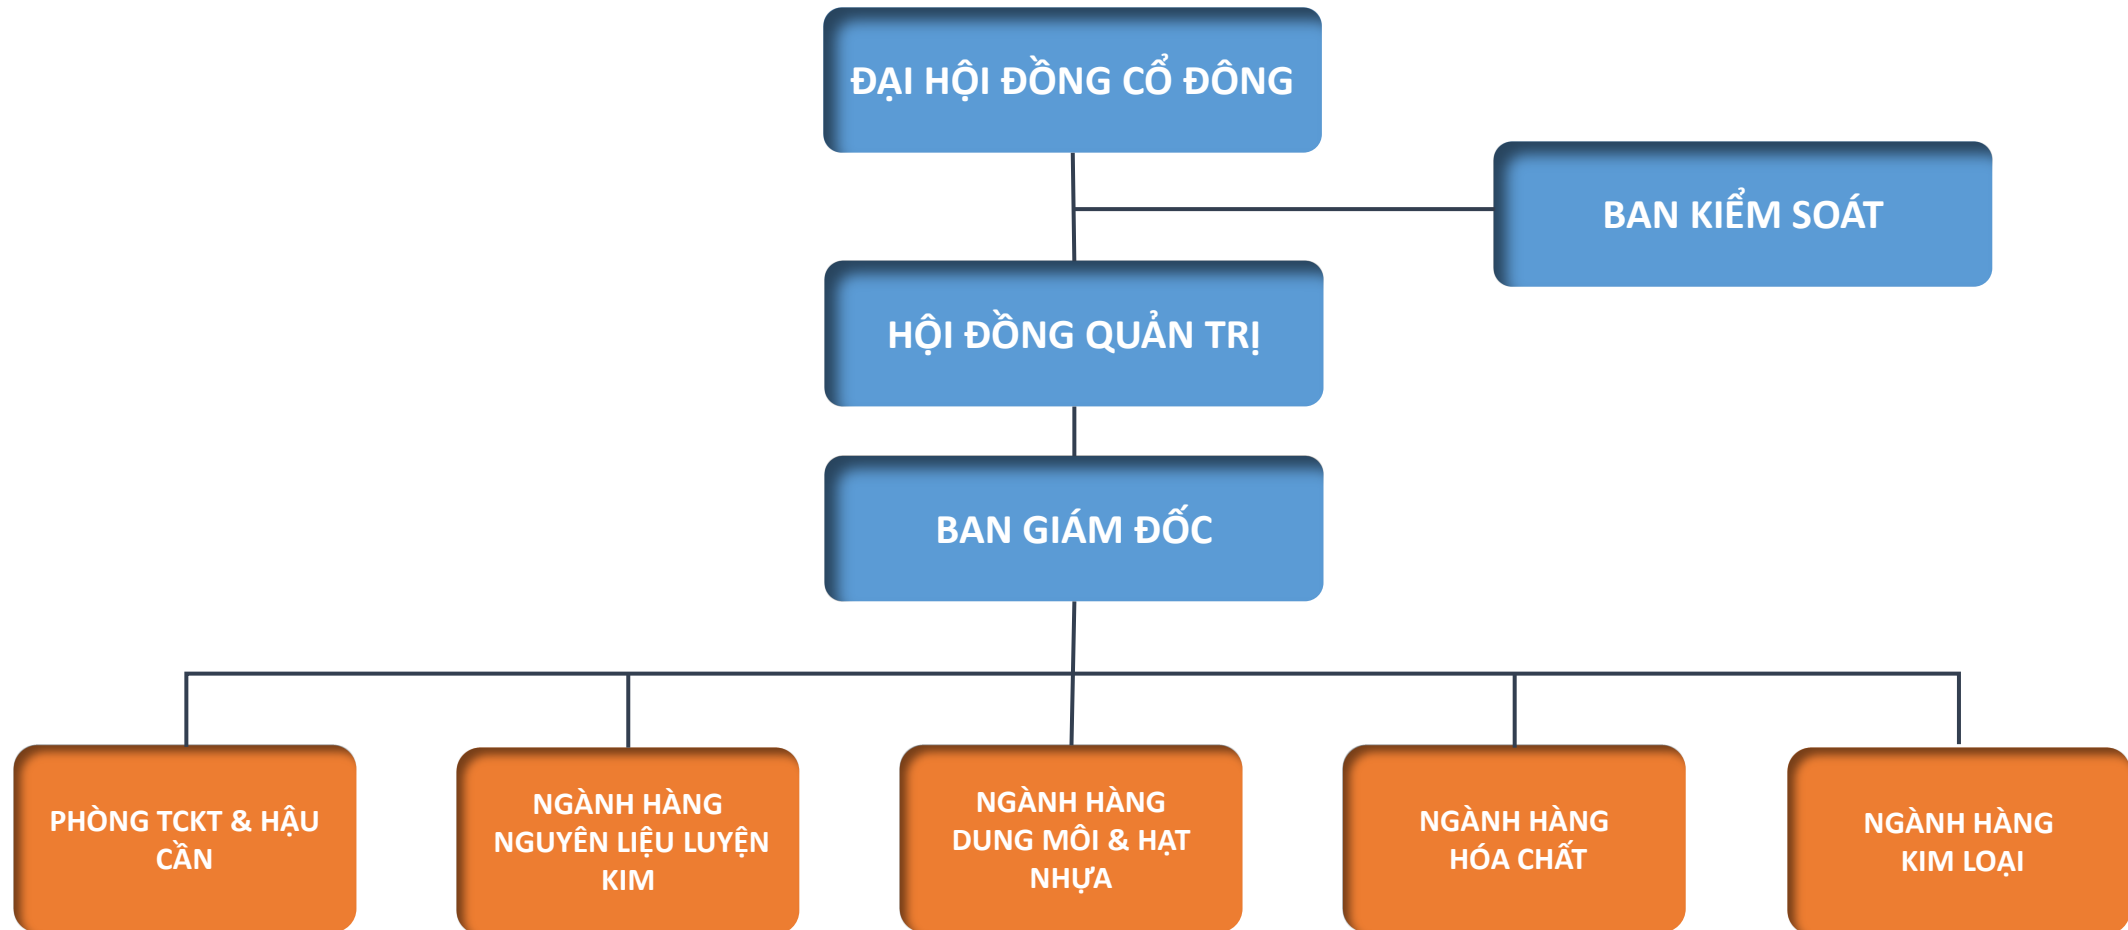 ĐẠI HỘI ĐỒNG CỔ ĐÔNG
BAN KIỂM SOÁT
HỘI ĐỒNG QUẢN TRỊ
BAN GIÁM ĐỐC
PHÒNG TCKT & HẬU
CẦN
NGÀNH HÀNG
NGUYÊN LIỆU LUYỆN
KIM
NGÀNH HÀNG
DUNG MÔI & HẠT
NHỰA
NGÀNH HÀNG
HÓA CHẤT
NGÀNH HÀNG
KIM LOẠI